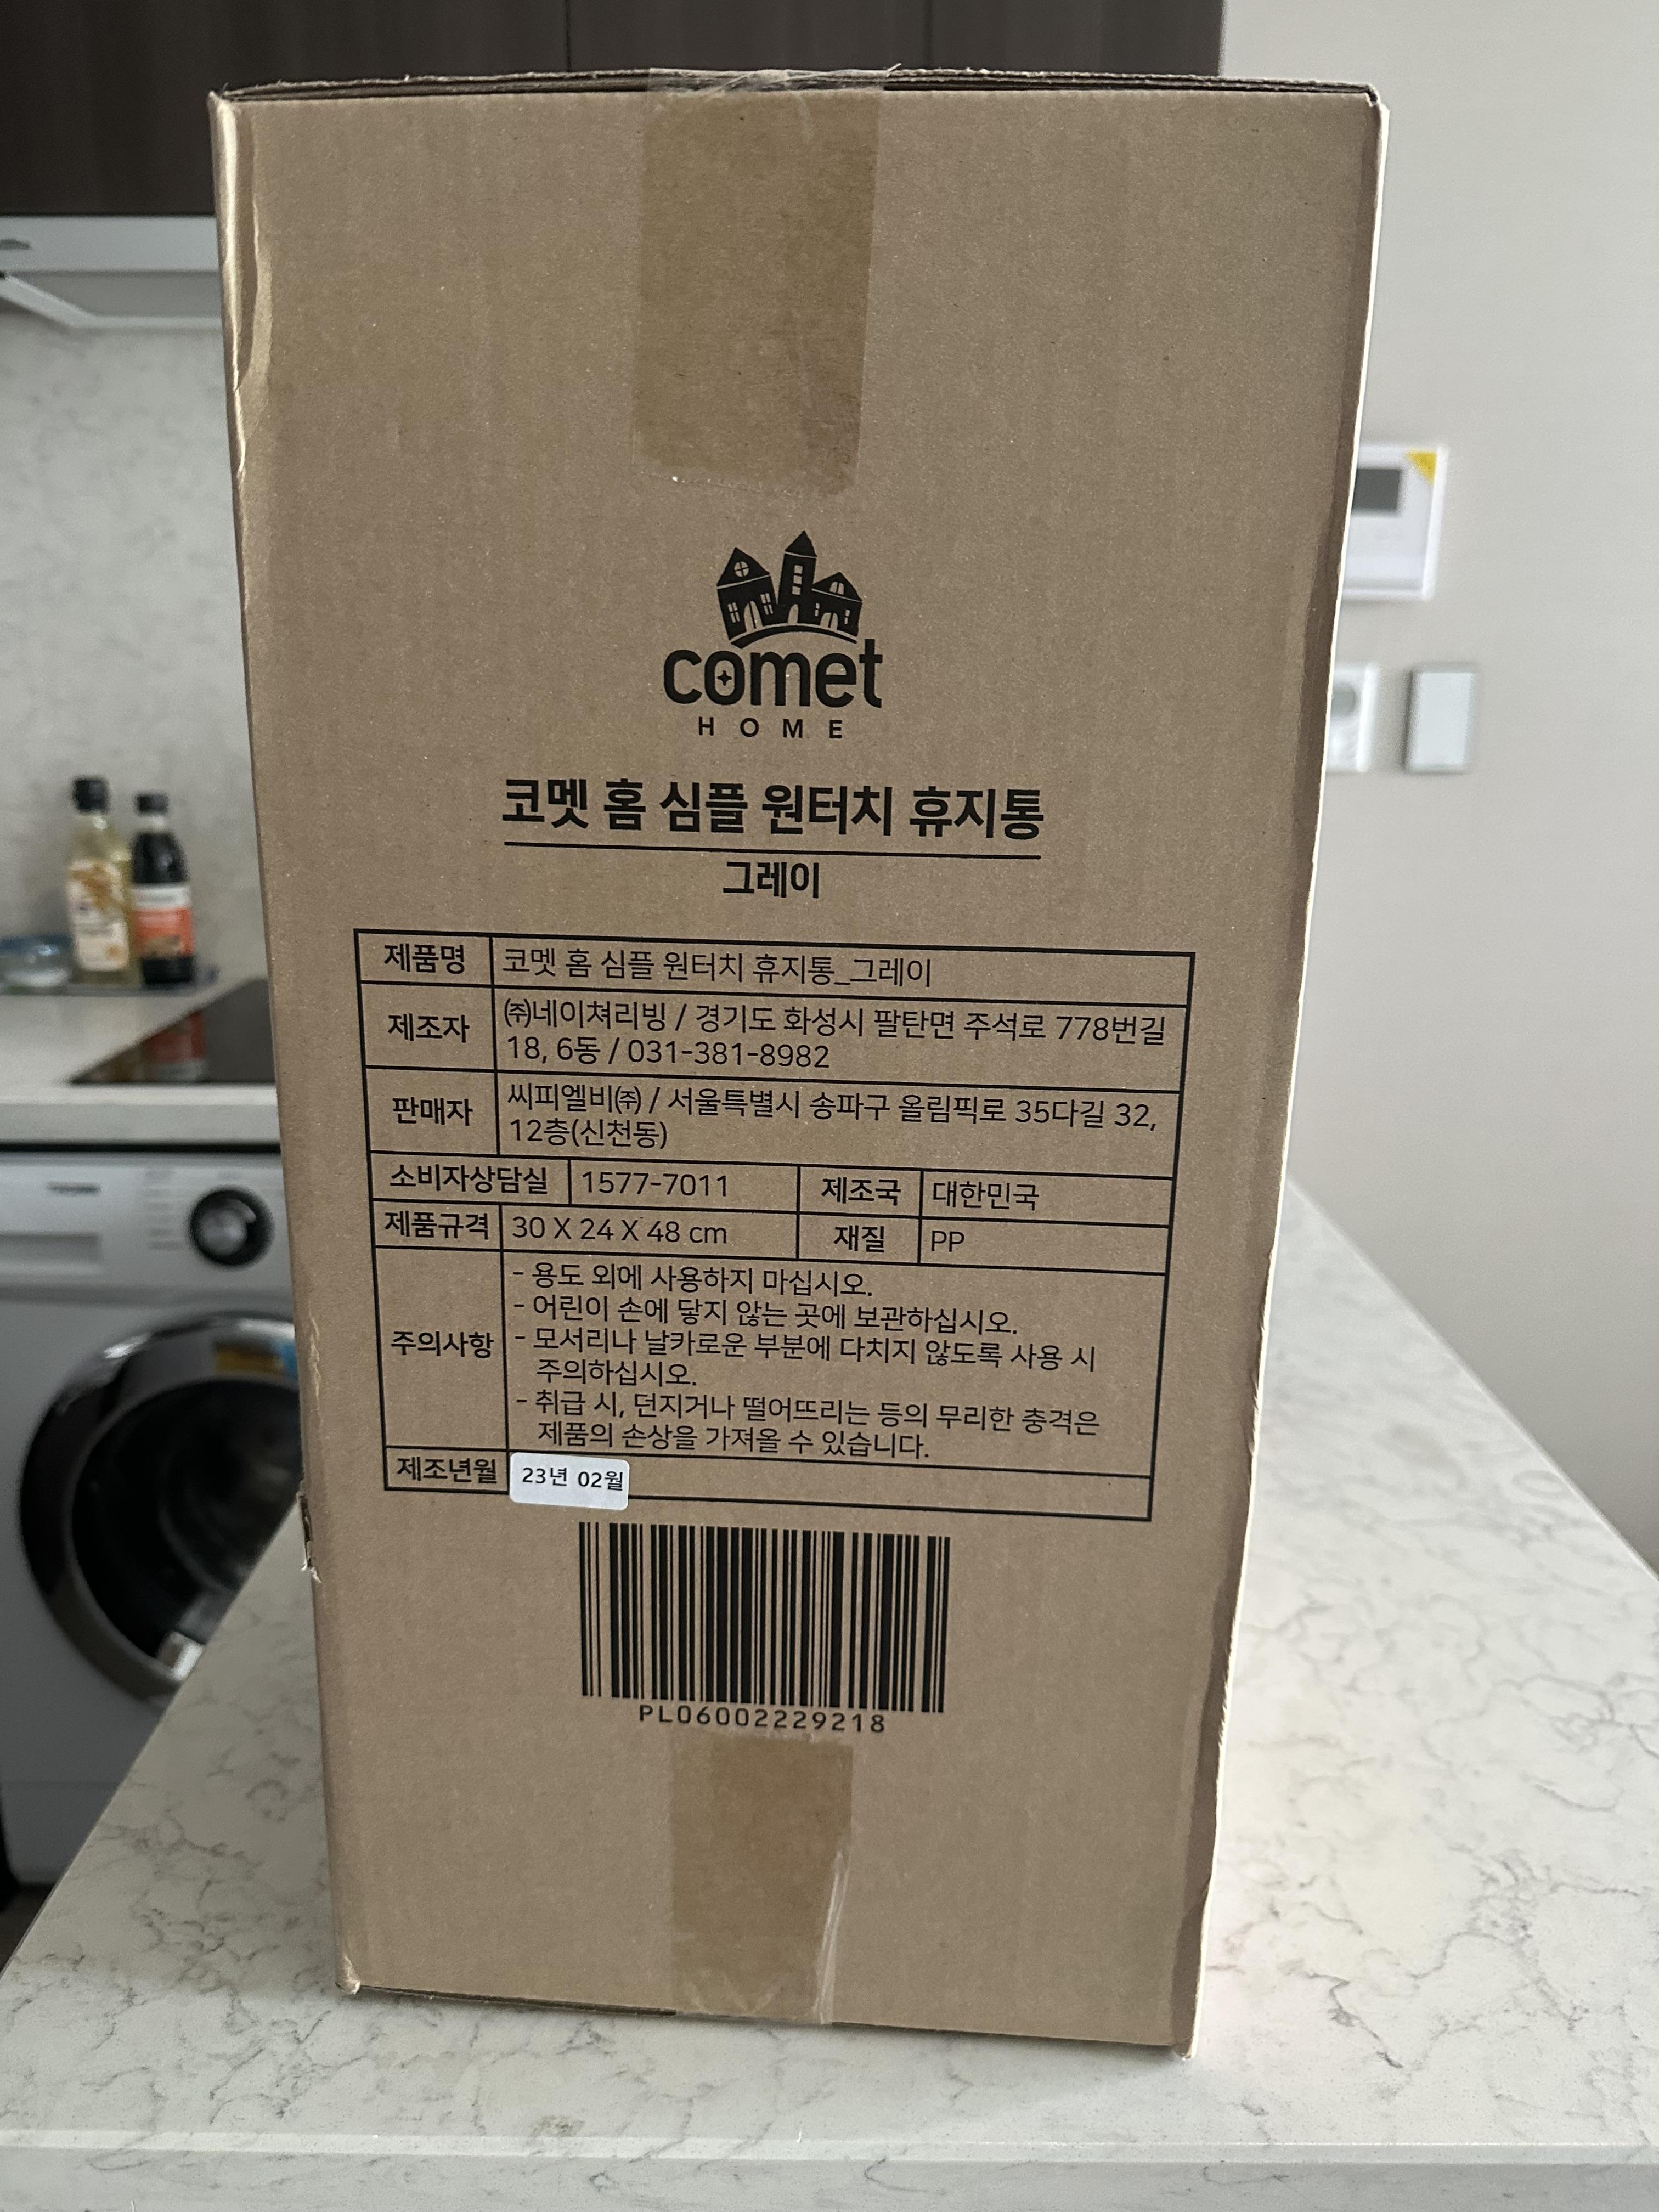 comet
HOME
코멧 홈 심플 원터치 휴지통
그레이
제품명 코멧 홈 심플 원터치 휴지통_그레이
제조자 ㈜네이쳐리빙 / 경기도 화성시 팔탄면 주석로 778번길
18, 6동 / 031-381-8982
판매자 씨피엘비㈜ / 서울특별시 송파구 올림픽로 35다길 32,
12층(신천동)
소비자상담실 1577-7011 제조국 대한민국
제품규격 30 X 24 X 48 cm 재질 PP
주의사항 - 용도 외에 사용하지 마십시오.
- 어린이 손에 닿지 않는 곳에 보관하십시오.
- 모서리나 날카로운 부분에 다치지 않도록 사용 시
주의하십시오.
- 취급 시, 던지거나 떨어뜨리는 등의 무리한 충격은
제품의 손상을 가져올 수 있습니다.
제조년월 23년 02월
PL06002229218